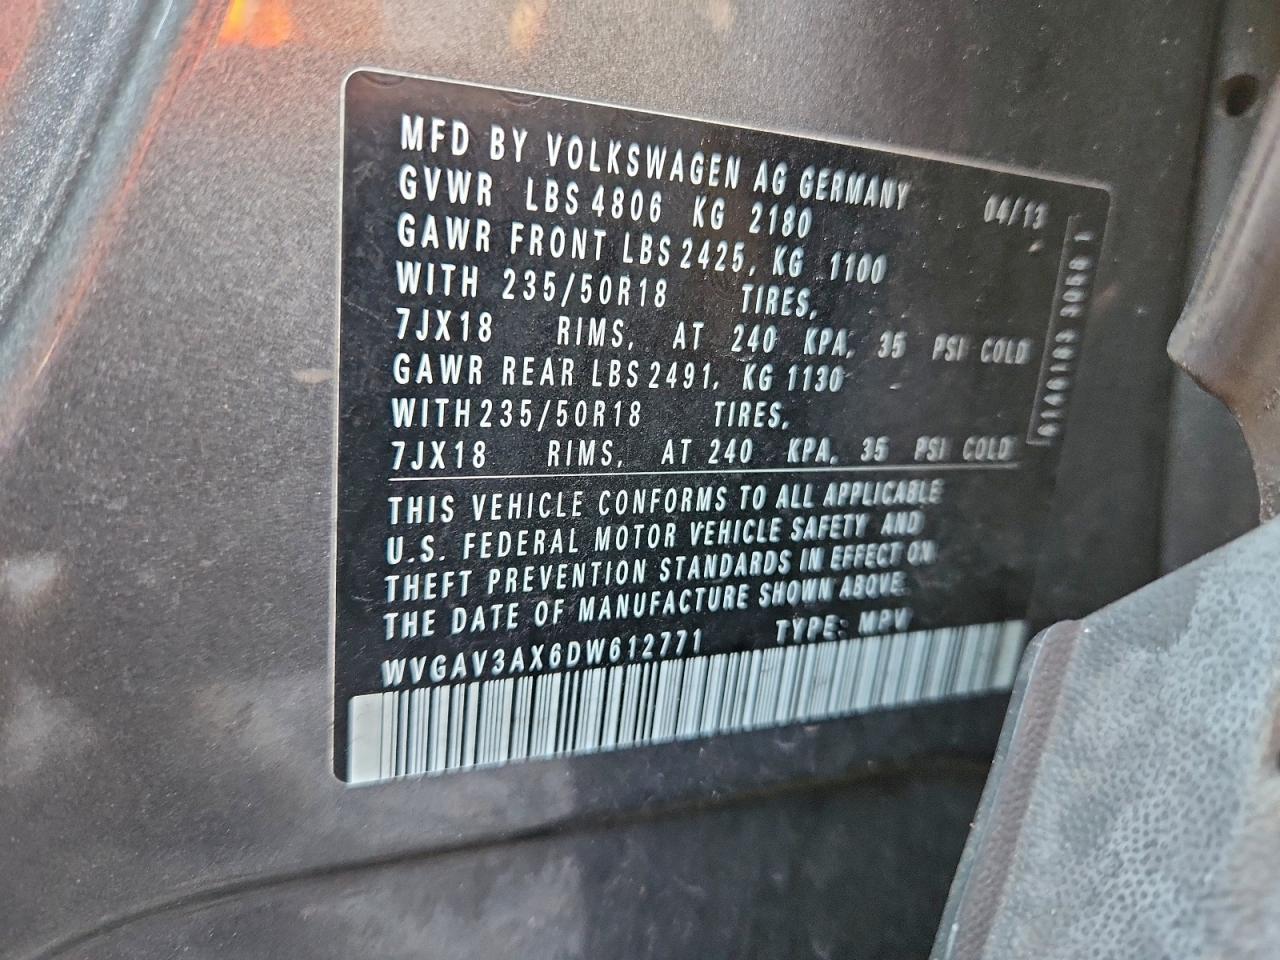 MFD BY VOLKSWAGEN AG GERMANY 04/13
GVWR LBS 4806 KG 2180
GAWR FRONT LBS 2425, KG 1100
WITH 235/50R18 TIRES,
7JX18 RIMS, AT 240 KPA, 35 PSI COLD
GAWR REAR LBS 2491, KG 1130
WITH 235/50R18 TIRES,
7JX18 RIMS, AT 240 KPA, 35 PSI COLD
THIS VEHICLE CONFORMS TO ALL APPLICABLE
U.S. FEDERAL MOTOR VEHICLE SAFETY AND
THEFT PREVENTION STANDARDS IN EFFECT ON
THE DATE OF MANUFACTURE SHOWN ABOVE.
WVGAV3AX6DW612771 TYPE: MPV